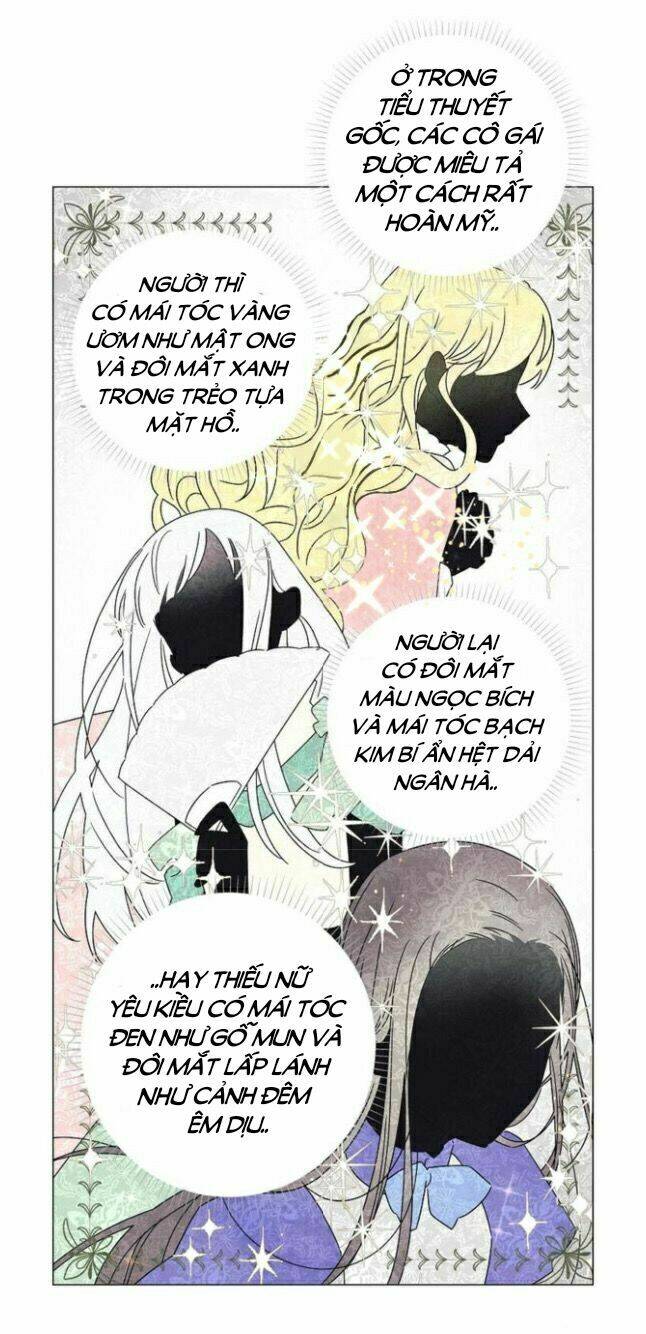 Ở TRONG
TIỂU THUYẾT
GỐC, CÁC CÔ GÁI
ĐƯỢC MIÊU TẢ
MỘT CÁCH RẤT
HOÀN MỸ..
NGƯỜI THÌ
CÓ MÁI TÓC VÀNG
ƯƠM NHƯ MẬT ONG
VÀ ĐÔI MẮT XANH
TRONG TRẺO TỰA
MẶT HỒ..
NGƯỜI LẠI
CÓ ĐÔI MẮT
MÀU NGỌC BÍCH
VÀ MÁI TÓC BẠCH
KIM BÍ ẨN HỆT DẢI
NGÂN HÀ..
..HAY THIẾU NỮ
YÊU KIỀU CÓ MÁI TÓC
ĐEN NHƯ GỖ MUN VÀ
ĐÔI MẮT LẤP LÁNH
NHƯ CẢNH ĐÊM
ÊM DỊU..